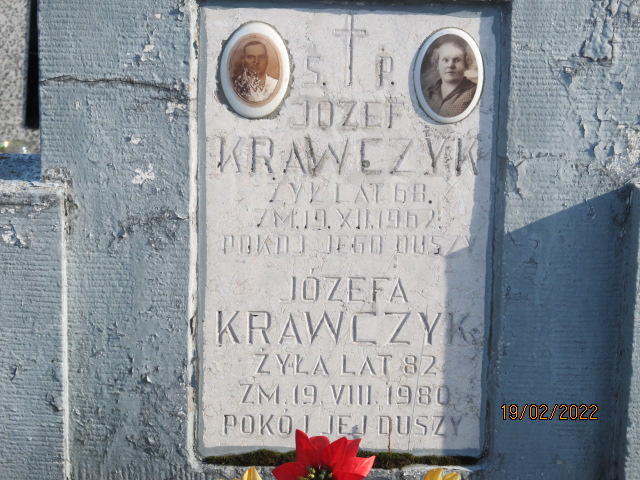 Ś. P.
JÓZEF
KRAWCZYK
ŻYŁ LAT 68.
ZM. 19. XII. 1962.
POKÓJ JEGO DUSZY
JÓZEFA
KRAWCZYK
ŻYŁA LAT 82
ZM. 19. VIII. 1980
POKÓJ JEJ DUSZY
19/02/2022